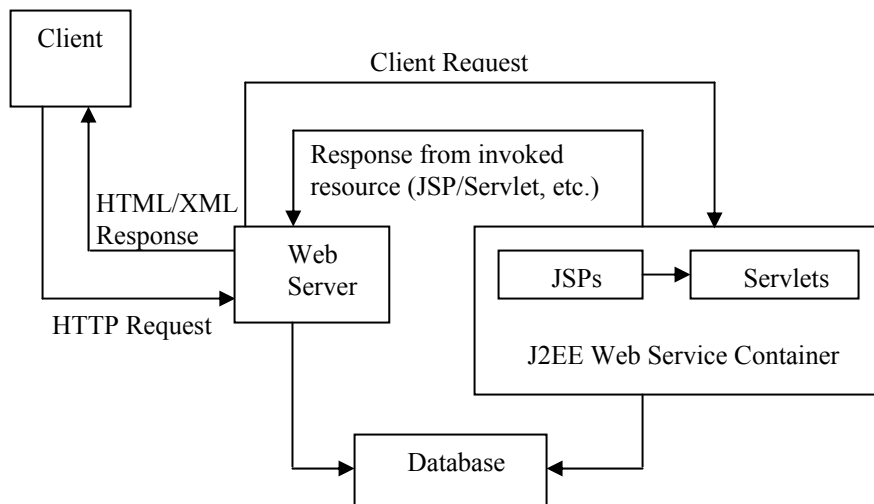 Client
Client Request
Response from invoked
resource (JSP/Servlet, etc.)
HTML/XML
Response
Web
Server
JSPs
Servlets
HTTP Request
J2EE Web Service Container
Database